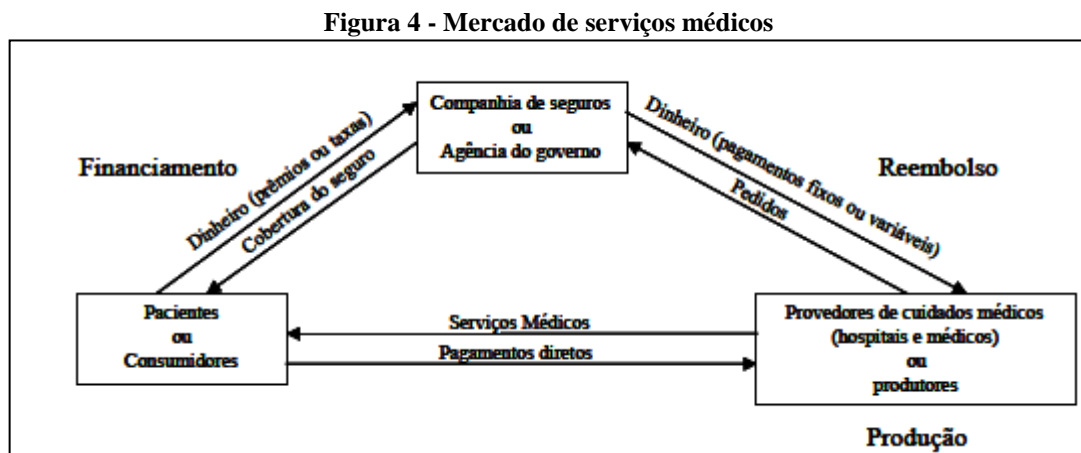 Figura 4 - Mercado de serviços médicos
Companhia de seguros
ou
Agência do governo
Financiamento
Dinheiro (prêmios ou taxas)
Cobertura do seguro
Dinheiro (pagamentos fixos ou variáveis)
Pedidos
Reembolso
Pacientes
ou
Consumidores
Serviços Médicos
Pagamentos diretos
Provedores de cuidados médicos
(hospitais e médicos)
ou
produtores
Produção